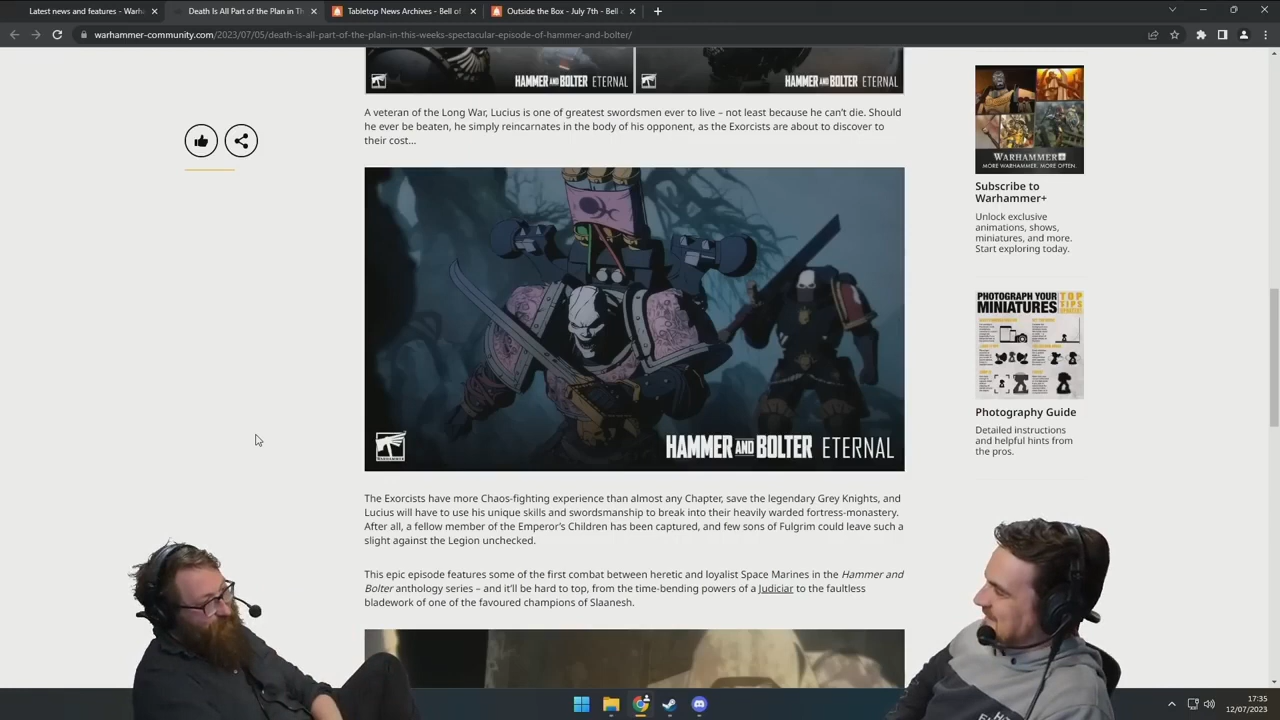 Latest news and features - Warh
Death Is All Part of the Plan in Th
Tabletop News Archives - Bell of
Outside the Box – July 7th - Bell o
warhammer-community.com/2023/07/05/death-is-all-part-of-the-plan-in-this-weeks-spectacular-episode-of-hammer-and-bolter/
HAMMER AND BOLTER ETERNAL
HAMMER AND BOLTER ETERNAL
A veteran of the Long War, Lucius is one of greatest swordsmen ever to live – not least because he can't die. Should
he ever be beaten, he simply reincarnates in the body of his opponent, as the Exorcists are about to discover to
their cost…
WARHAMMER
HAMMER AND BOLTER ETERNAL
The Exorcists have more Chaos-fighting experience than almost any Chapter, save the legendary Grey Knights, and
Lucius will have to use his unique skills and swordsmanship to break into their heavily warded fortress-monastery.
After all, a fellow member of the Emperor's Children has been captured, and few sons of Fulgrim could leave such a
slight against the Legion unchecked.
This epic episode features some of the first combat between heretic and loyalist Space Marines in the Hammer and
Bolter anthology series – and it'll be hard to top, from the time-bending powers of a Judiciar to the faultless
bladework of one of the favoured champions of Slaanesh.
WARHAMMER+
MORE WARHAMMER. MORE OFTEN.
Subscribe to
Warhammer+
Unlock exclusive
animations, shows,
miniatures, and more.
Start exploring today.
PHOTOGRAPH YOUR
MINIATURES
TOP
TIPS
Photography Guide
Detailed instructions
and helpful hints from
the pros.
17:35
12/07/2023